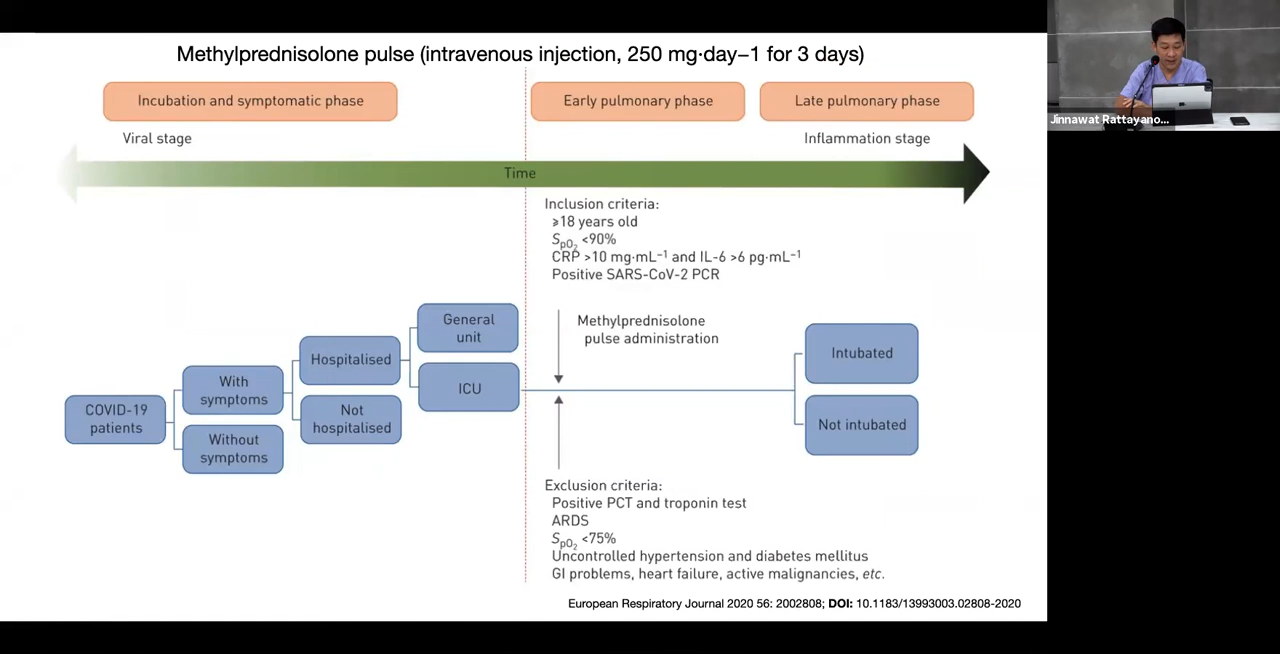 Methylprednisolone pulse (intravenous injection, 250 mg·day−1 for 3 days)
Incubation and symptomatic phase
Early pulmonary phase
Late pulmonary phase
Viral stage
Inflammation stage
Time
Inclusion criteria:
≥18 years old
SpO2 <90%
CRP >10 mg·mL−1 and IL-6 >6 pg·mL−1
Positive SARS-CoV-2 PCR
Methylprednisolone
pulse administration
COVID-19
patients
With
symptoms
Without
symptoms
Hospitalised
Not
hospitalised
General
unit
ICU
Intubated
Not intubated
Exclusion criteria:
Positive PCT and troponin test
ARDS
SpO2 <75%
Uncontrolled hypertension and diabetes mellitus
GI problems, heart failure, active malignancies, etc.
European Respiratory Journal 2020 56: 2002808; DOI: 10.1183/13993003.02808-2020
Jinnawat Rattayano...